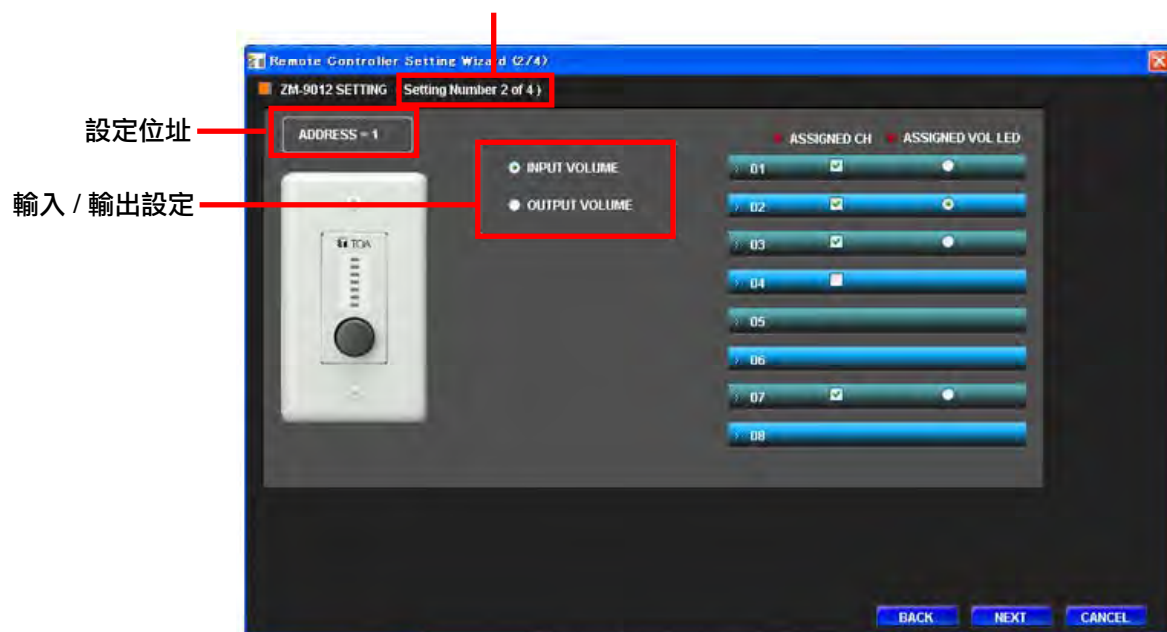 Remote Controller Setting Wizard (2/4)
ZM-9012 SETTING Setting Number 2 of 4 )
設定位址
ADDRESS = 1
ASSIGNED CH ASSIGNED VOL LED
輸入 / 輸出設定
INPUT VOLUME
OUTPUT VOLUME
TOA
01
02
03
04
05
06
07
08
BACK NEXT CANCEL